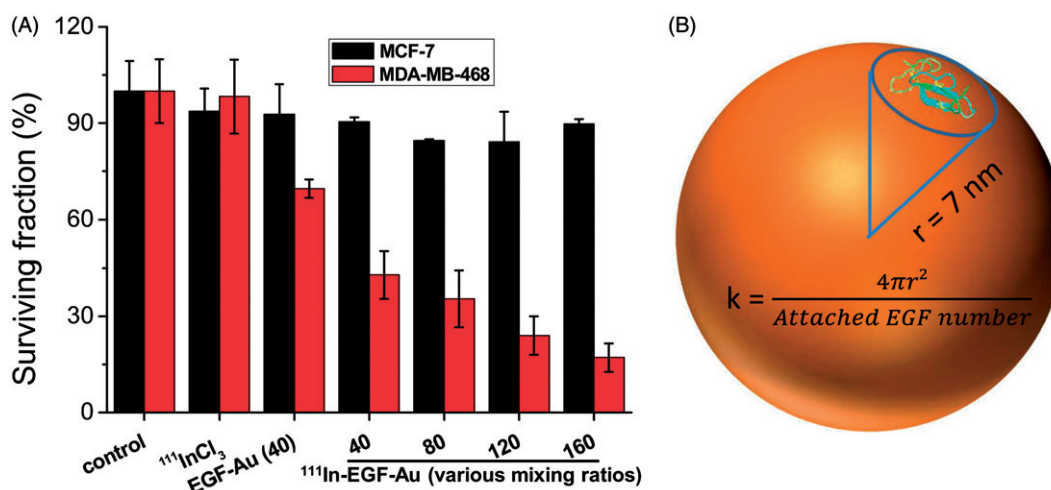 (A)
120
90
60
30
0
Surviving fraction (%)
MCF-7
MDA-MB-468
control
¹¹¹InCl₃
EGF-Au (40)
40
80
120
160
¹¹¹In-EGF-Au (various mixing ratios)
(B)
r = 7 nm
k = 4πr² / Attached EGF number